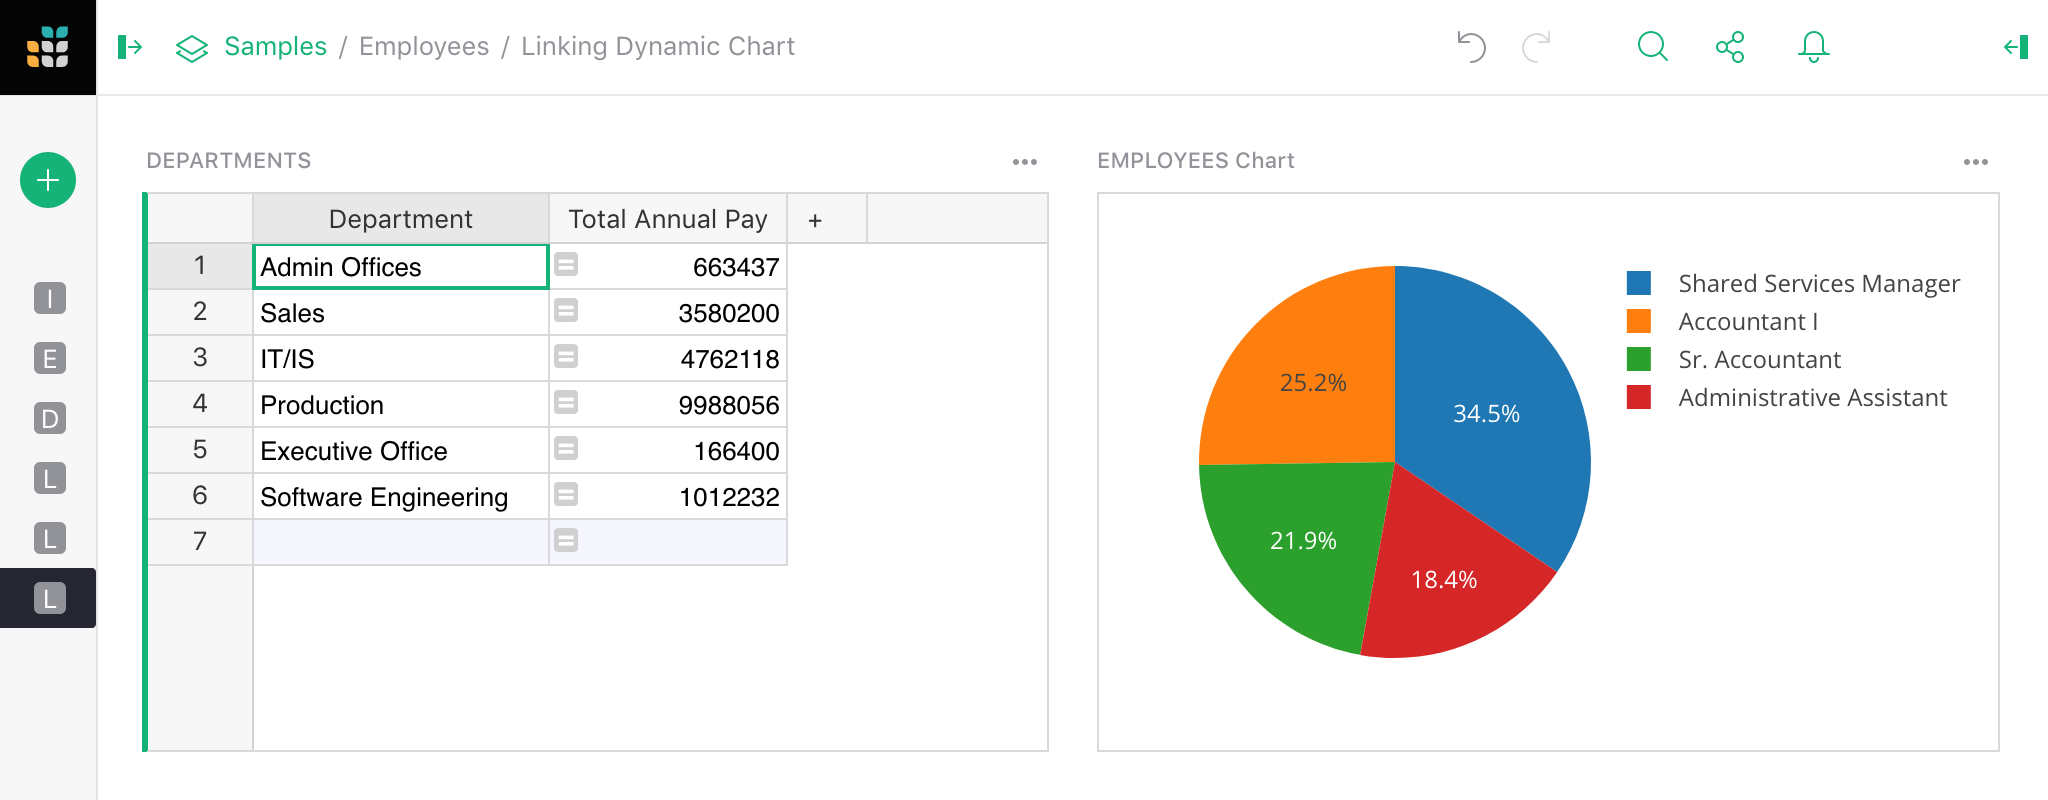 Samples / Employees / Linking Dynamic Chart
DEPARTMENTS
Department Total Annual Pay +
1 Admin Offices 663437
2 Sales 3580200
3 IT/IS 4762118
4 Production 9988056
5 Executive Office 166400
6 Software Engineering 1012232
7
EMPLOYEES Chart
Shared Services Manager
Accountant I
Sr. Accountant
Administrative Assistant
25.2%
34.5%
21.9%
18.4%
I
E
D
L
L
L